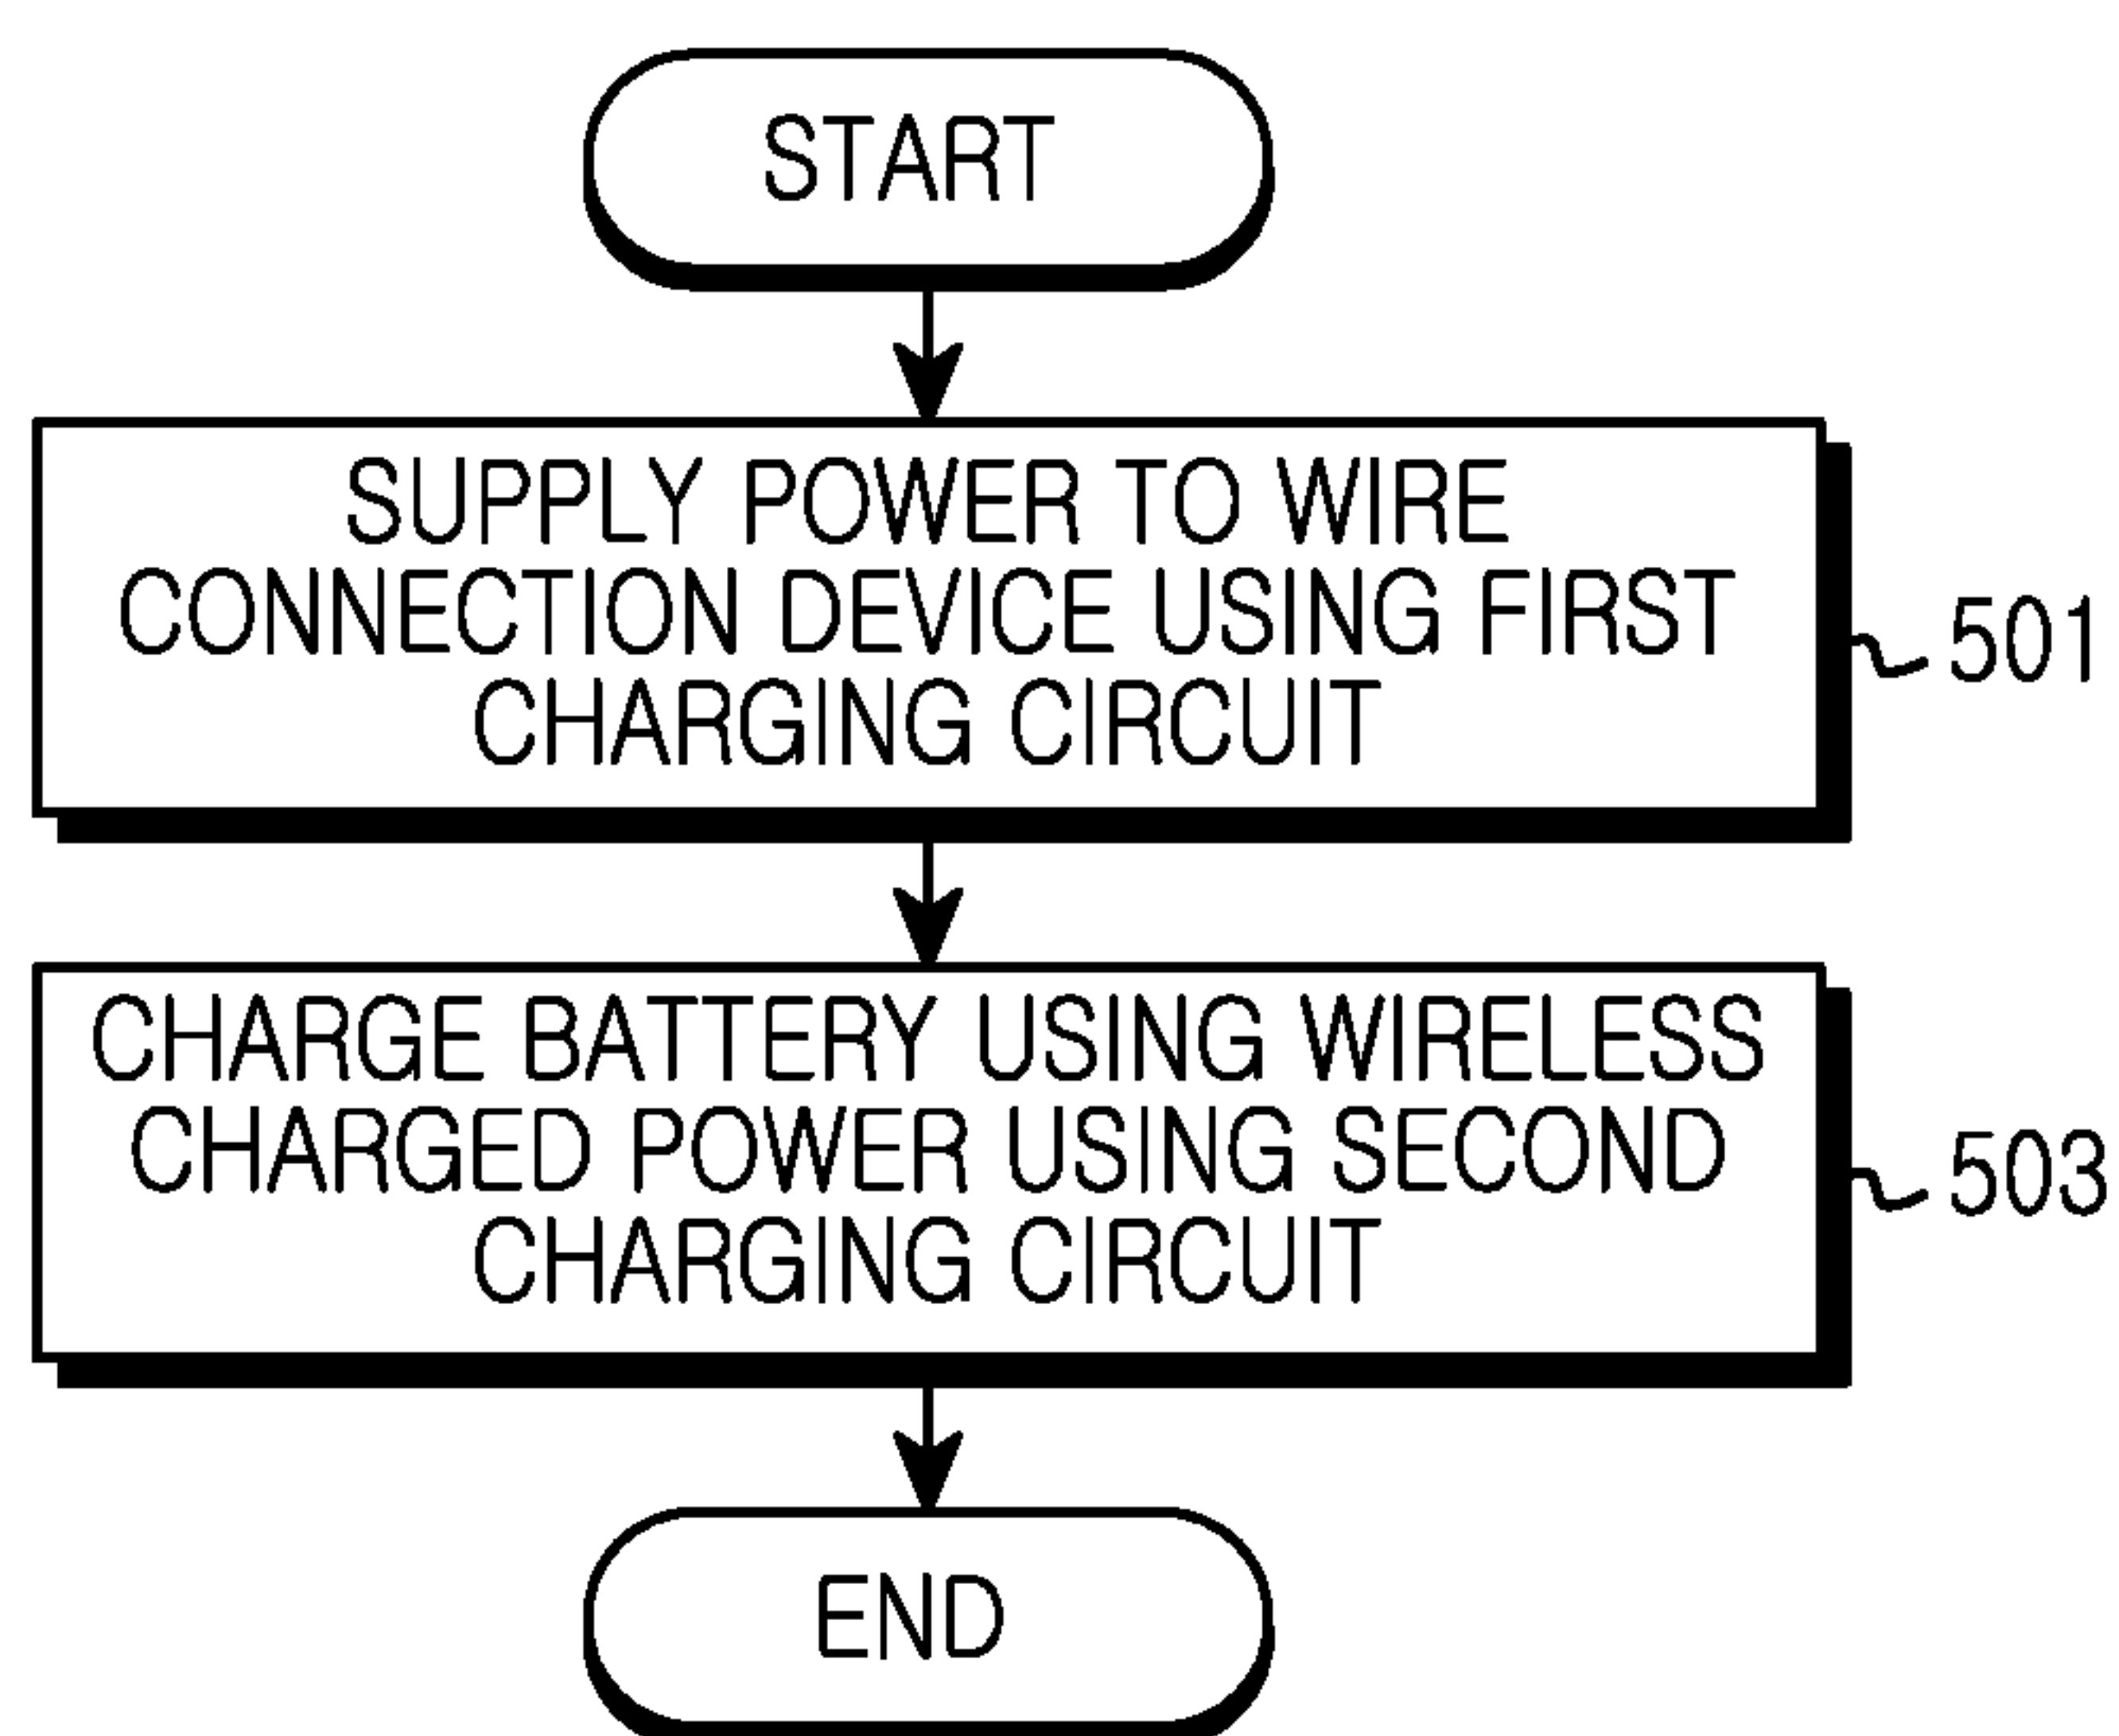 START
SUPPLY POWER TO WIRE
CONNECTION DEVICE USING FIRST
CHARGING CIRCUIT
501
CHARGE BATTERY USING WIRELESS
CHARGED POWER USING SECOND
CHARGING CIRCUIT
503
END